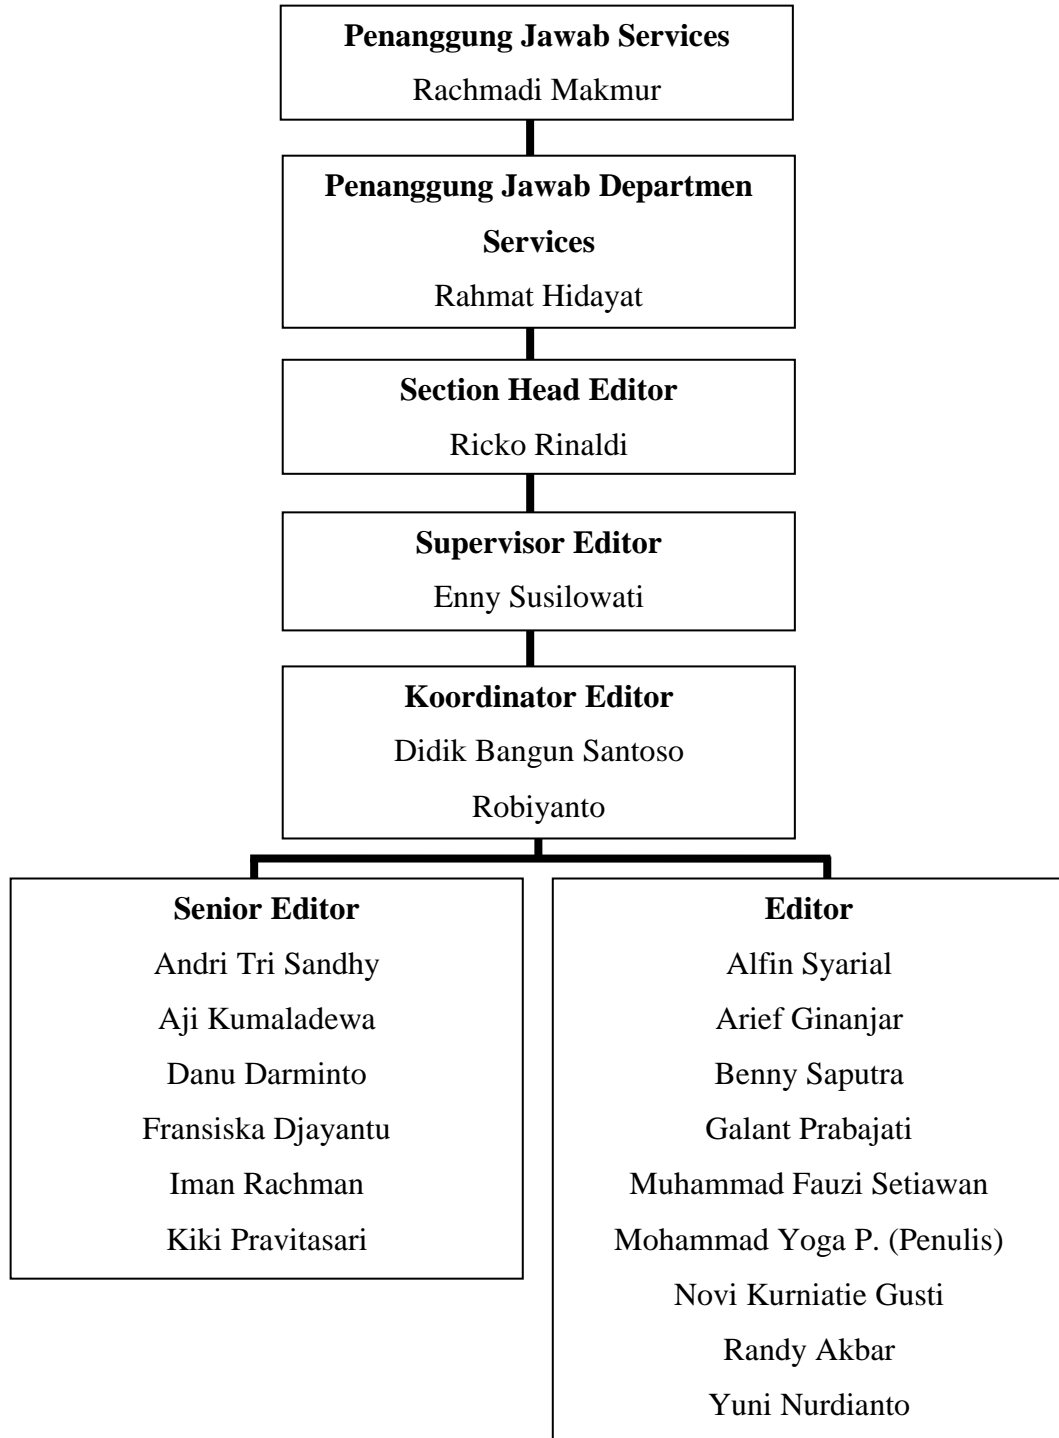 Penanggung Jawab Services
Rachmadi Makmur
Penanggung Jawab Departmen
Services
Rahmat Hidayat
Section Head Editor
Ricko Rinaldi
Supervisor Editor
Enny Susilowati
Koordinator Editor
Didik Bangun Santoso
Robiyanto
Senior Editor
Andri Tri Sandhy
Aji Kumaladewa
Danu Darminto
Fransiska Djayantu
Iman Rachman
Kiki Pravitasari
Editor
Alfin Syarial
Arief Ginanjar
Benny Saputra
Galant Prabajati
Muhammad Fauzi Setiawan
Mohammad Yoga P. (Penulis)
Novi Kurniatie Gusti
Randy Akbar
Yuni Nurdianto